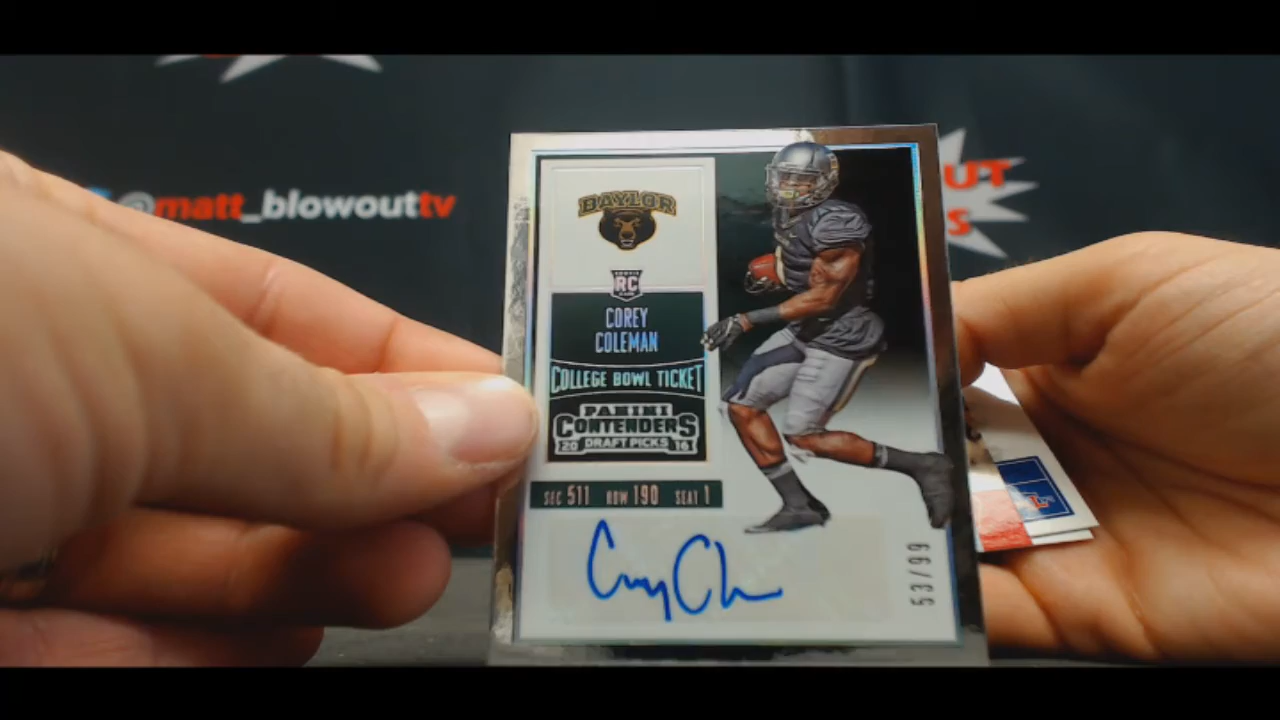 @matt_blowouttv
UT
S
BAYLOR
ROOKIE
RC
COREY
COLEMAN
COLLEGE BOWL TICKET
PANINI
CONTENDERS
20 DRAFT PICKS 16
SEC 511 ROW 190 SEAT 1
53/99
L